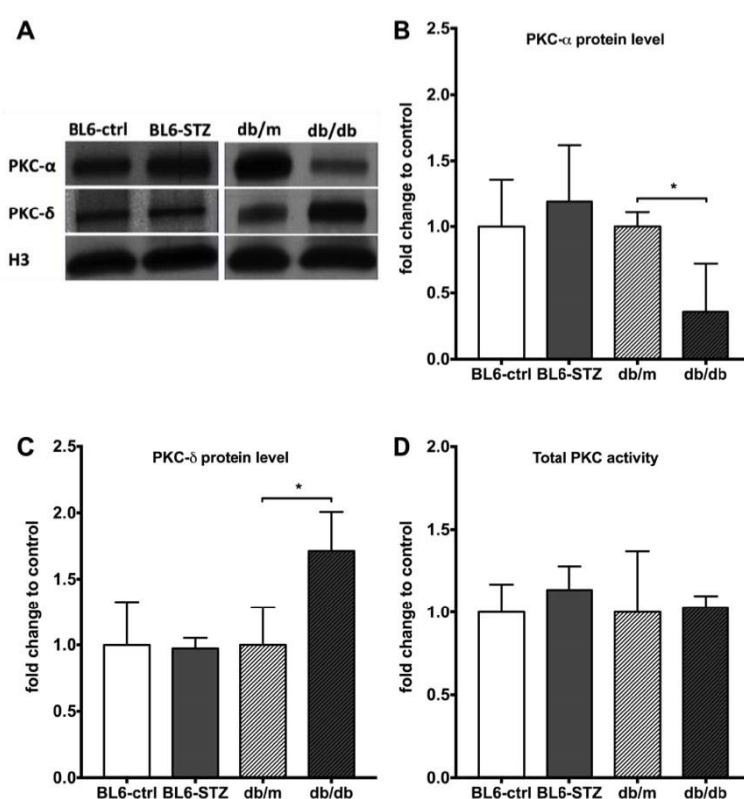 A
BL6-ctrl BL6-STZ db/m db/db
PKC-α
PKC-δ
H3
B
PKC-α protein level
fold change to control
2.5
2.0
1.5
1.0
0.5
0.0
*
BL6-ctrl BL6-STZ db/m db/db
C
PKC-δ protein level
fold change to control
2.5
2.0
1.5
1.0
0.5
0.0
*
BL6-ctrl BL6-STZ db/m db/db
D
Total PKC activity
fold change to control
2.0
1.5
1.0
0.5
0.0
BL6-ctrl BL6-STZ db/m db/db